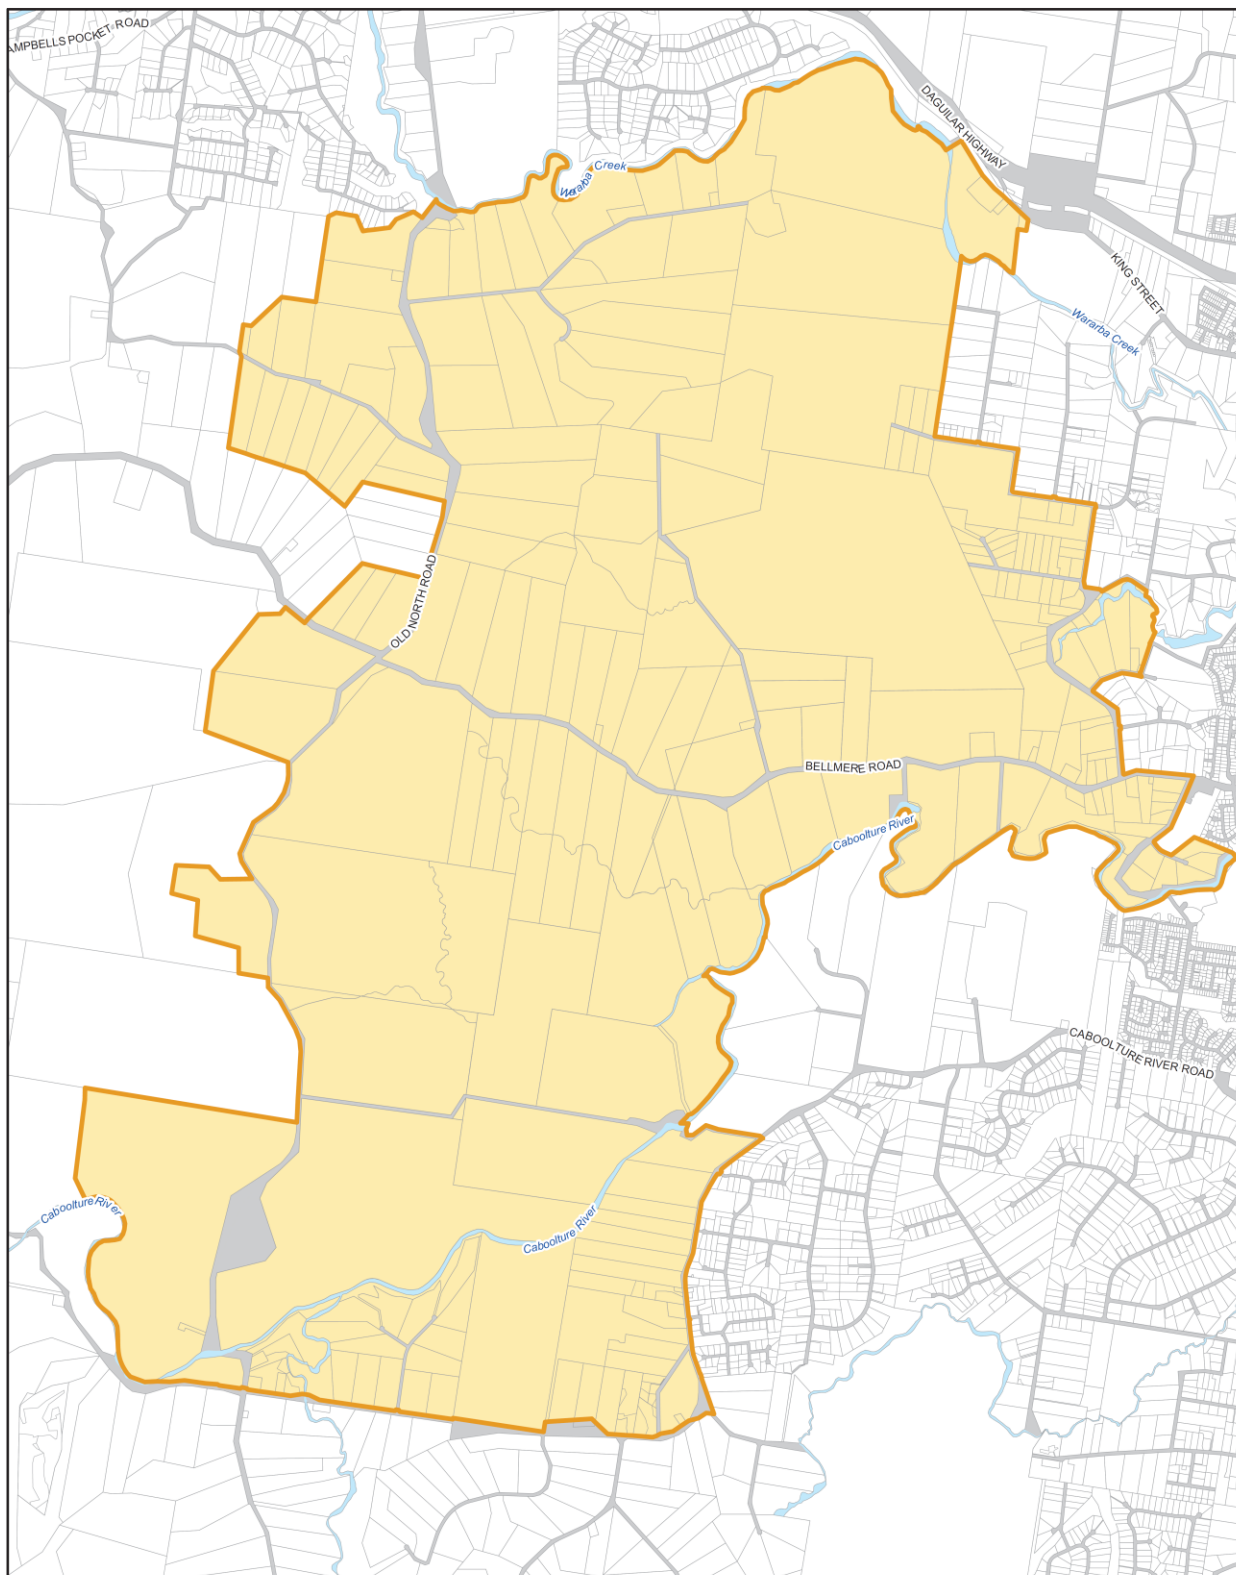 AMPBELLS POCKET ROAD
DAGUILAR HIGHWAY
Wararba Creek
KING STREET
Wararba Creek
OLD NORTH ROAD
BELLMERE ROAD
Caboolture River
CABOOLTURE RIVER ROAD
Caboolture River
Caboolture River